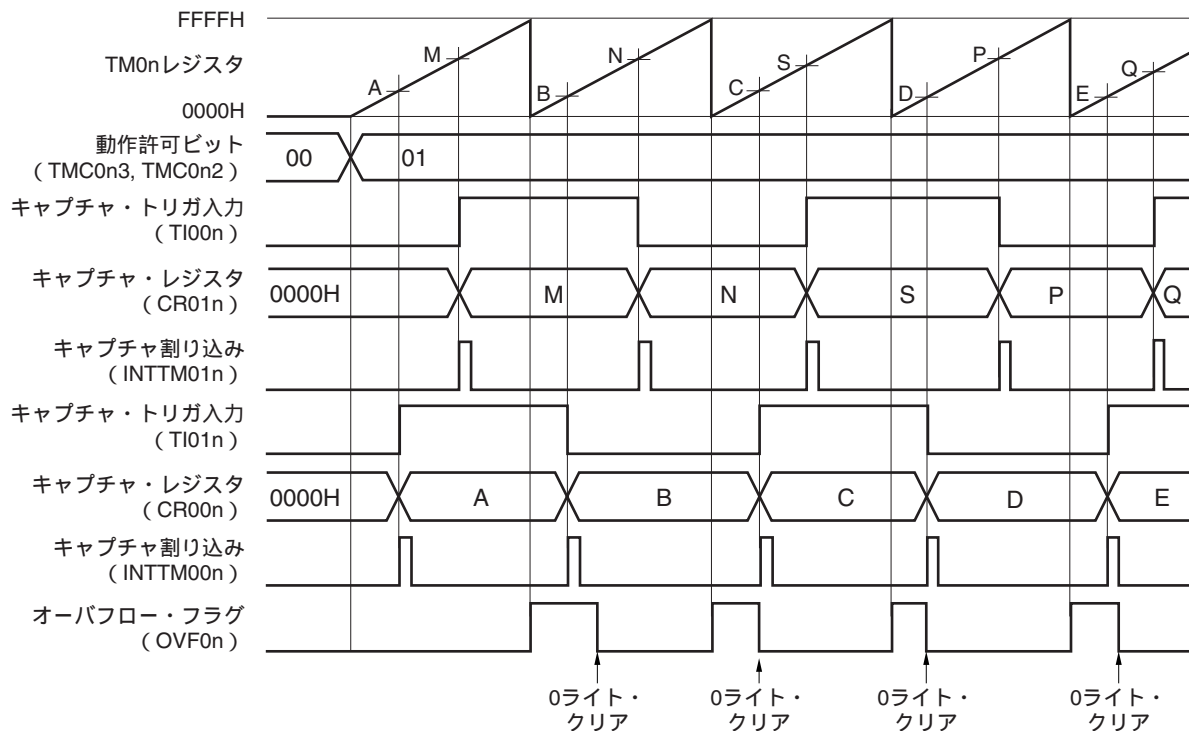 FFFFH
TM0nレジスタ
0000H
A
M
B
N
C
S
D
P
E
Q
動作許可ビット
（TMC0n3, TMC0n2）
00
01
キャプチャ・トリガ入力
（TI00n）
キャプチャ・レジスタ
（CR01n）
0000H
M
N
S
P
Q
キャプチャ割り込み
（INTTM01n）
キャプチャ・トリガ入力
（TI01n）
キャプチャ・レジスタ
（CR00n）
0000H
A
B
C
D
E
キャプチャ割り込み
（INTTM00n）
オーバフロー・フラグ
（OVF0n）
0ライト・
クリア
0ライト・
クリア
0ライト・
クリア
0ライト・
クリア